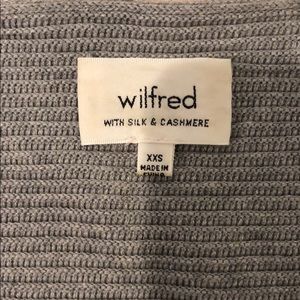 wilfred
WITH SILK & CASHMERE
XXS
MADE IN